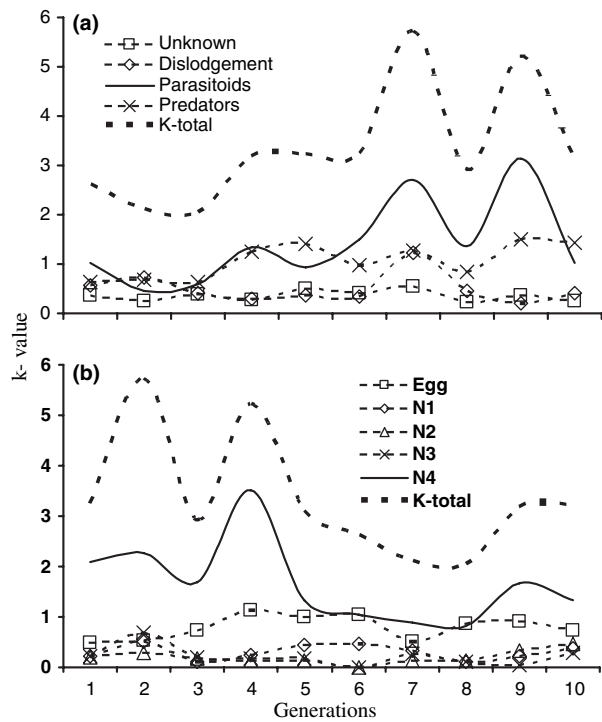 (a)
Unknown
Dislodgement
Parasitoids
Predators
K-total
6
5
4
3
2
1
0
k- value
(b)
Egg
N1
N2
N3
N4
K-total
6
5
4
3
2
1
0
1 2 3 4 5 6 7 8 9 10
Generations